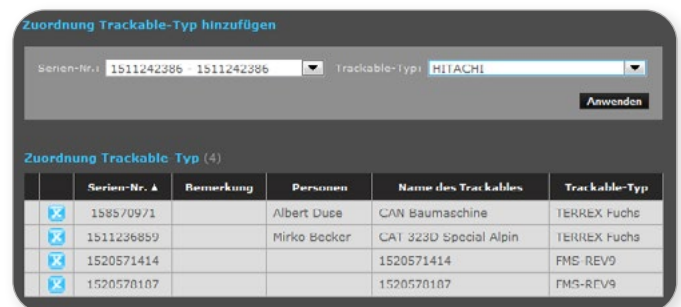 Zuordnung Trackable-Typ hinzufügen
Serien-Nr.: 1511242386 - 1511242386 Trackable-Typ: HITACHI
Anwenden
Zuordnung Trackable-Typ (4)
Serien-Nr. ▲ Bemerkung Personen Name des Trackables Trackable-Typ
158570971 Albert Duse CAN Baumaschine TERREX Fuchs
1511236859 Mirko Becker CAT 323D Special Alpin TERREX Fuchs
1520571414 1520571414 FMS-REV9
1520578187 1520578187 FMS-REV9